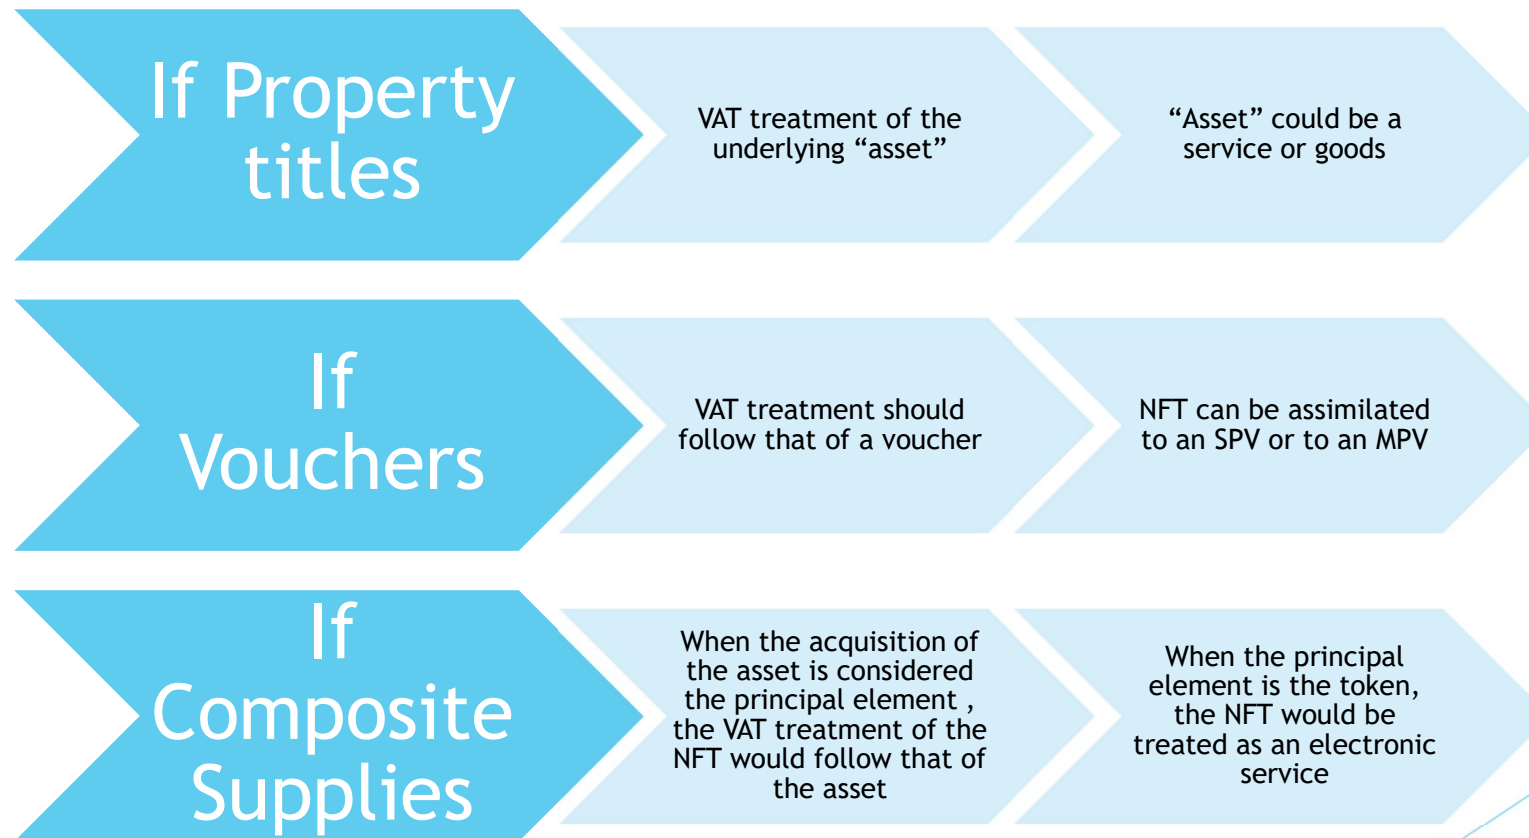 If Property
titles
VAT treatment of the
underlying “asset”
“Asset” could be a
service or goods
If
Vouchers
VAT treatment should
follow that of a voucher
NFT can be assimilated
to an SPV or to an MPV
If
Composite
Supplies
When the acquisition of
the asset is considered
the principal element ,
the VAT treatment of the
NFT would follow that of
the asset
When the principal
element is the token,
the NFT would be
treated as an electronic
service